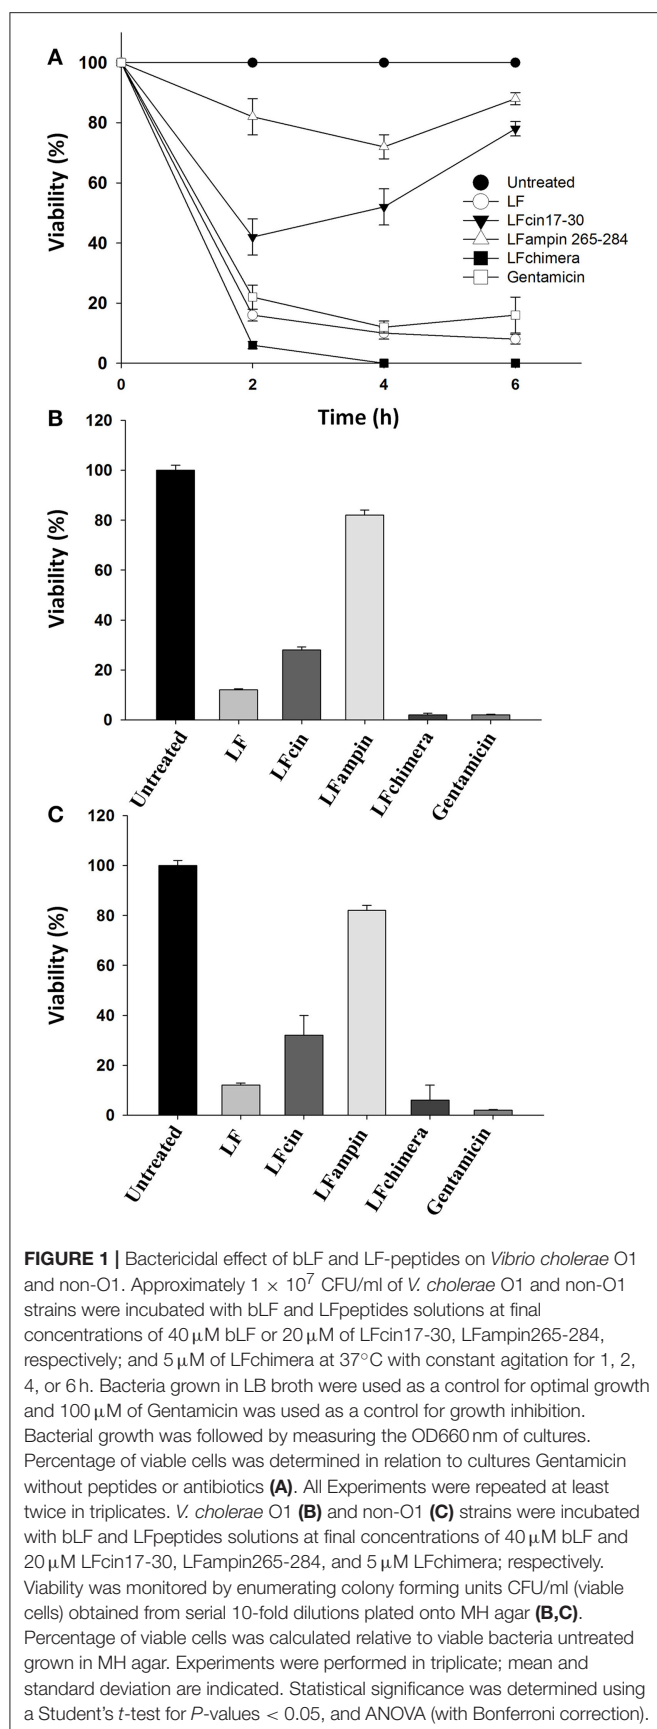 A
100
80
60
40
20
0
Viability (%)
Untreated
LF
LFcin17-30
LFampin 265-284
LFchimera
Gentamicin
0 2 4 6
Time (h)
B
120
100
80
60
40
20
0
Viability (%)
Untreated
LF
LFcin
LFampin
LFchimera
Gentamicin
C
120
100
80
60
40
20
0
Viability (%)
Untreated
LF
LFcin
LFampin
LFchimera
Gentamicin
FIGURE 1 | Bactericidal effect of bLF and LF-peptides on Vibrio cholerae O1
and non-O1. Approximately 1 × 10⁷ CFU/ml of V. cholerae O1 and non-O1
strains were incubated with bLF and LFpeptides solutions at final
concentrations of 40 μM bLF or 20 μM of LFcin17-30, LFampin265-284,
respectively; and 5 μM of LFchimera at 37°C with constant agitation for 1, 2,
4, or 6 h. Bacteria grown in LB broth were used as a control for optimal growth
and 100 μM of Gentamicin was used as a control for growth inhibition.
Bacterial growth was followed by measuring the OD660 nm of cultures.
Percentage of viable cells was determined in relation to cultures Gentamicin
without peptides or antibiotics (A). All Experiments were repeated at least
twice in triplicates. V. cholerae O1 (B) and non-O1 (C) strains were incubated
with bLF and LFpeptides solutions at final concentrations of 40 μM bLF and
20 μM LFcin17-30, LFampin265-284, and 5 μM LFchimera; respectively.
Viability was monitored by enumerating colony forming units CFU/ml (viable
cells) obtained from serial 10-fold dilutions plated onto MH agar (B,C).
Percentage of viable cells was calculated relative to viable bacteria untreated
grown in MH agar. Experiments were performed in triplicate; mean and
standard deviation are indicated. Statistical significance was determined using
a Student's t-test for P-values < 0.05, and ANOVA (with Bonferroni correction).